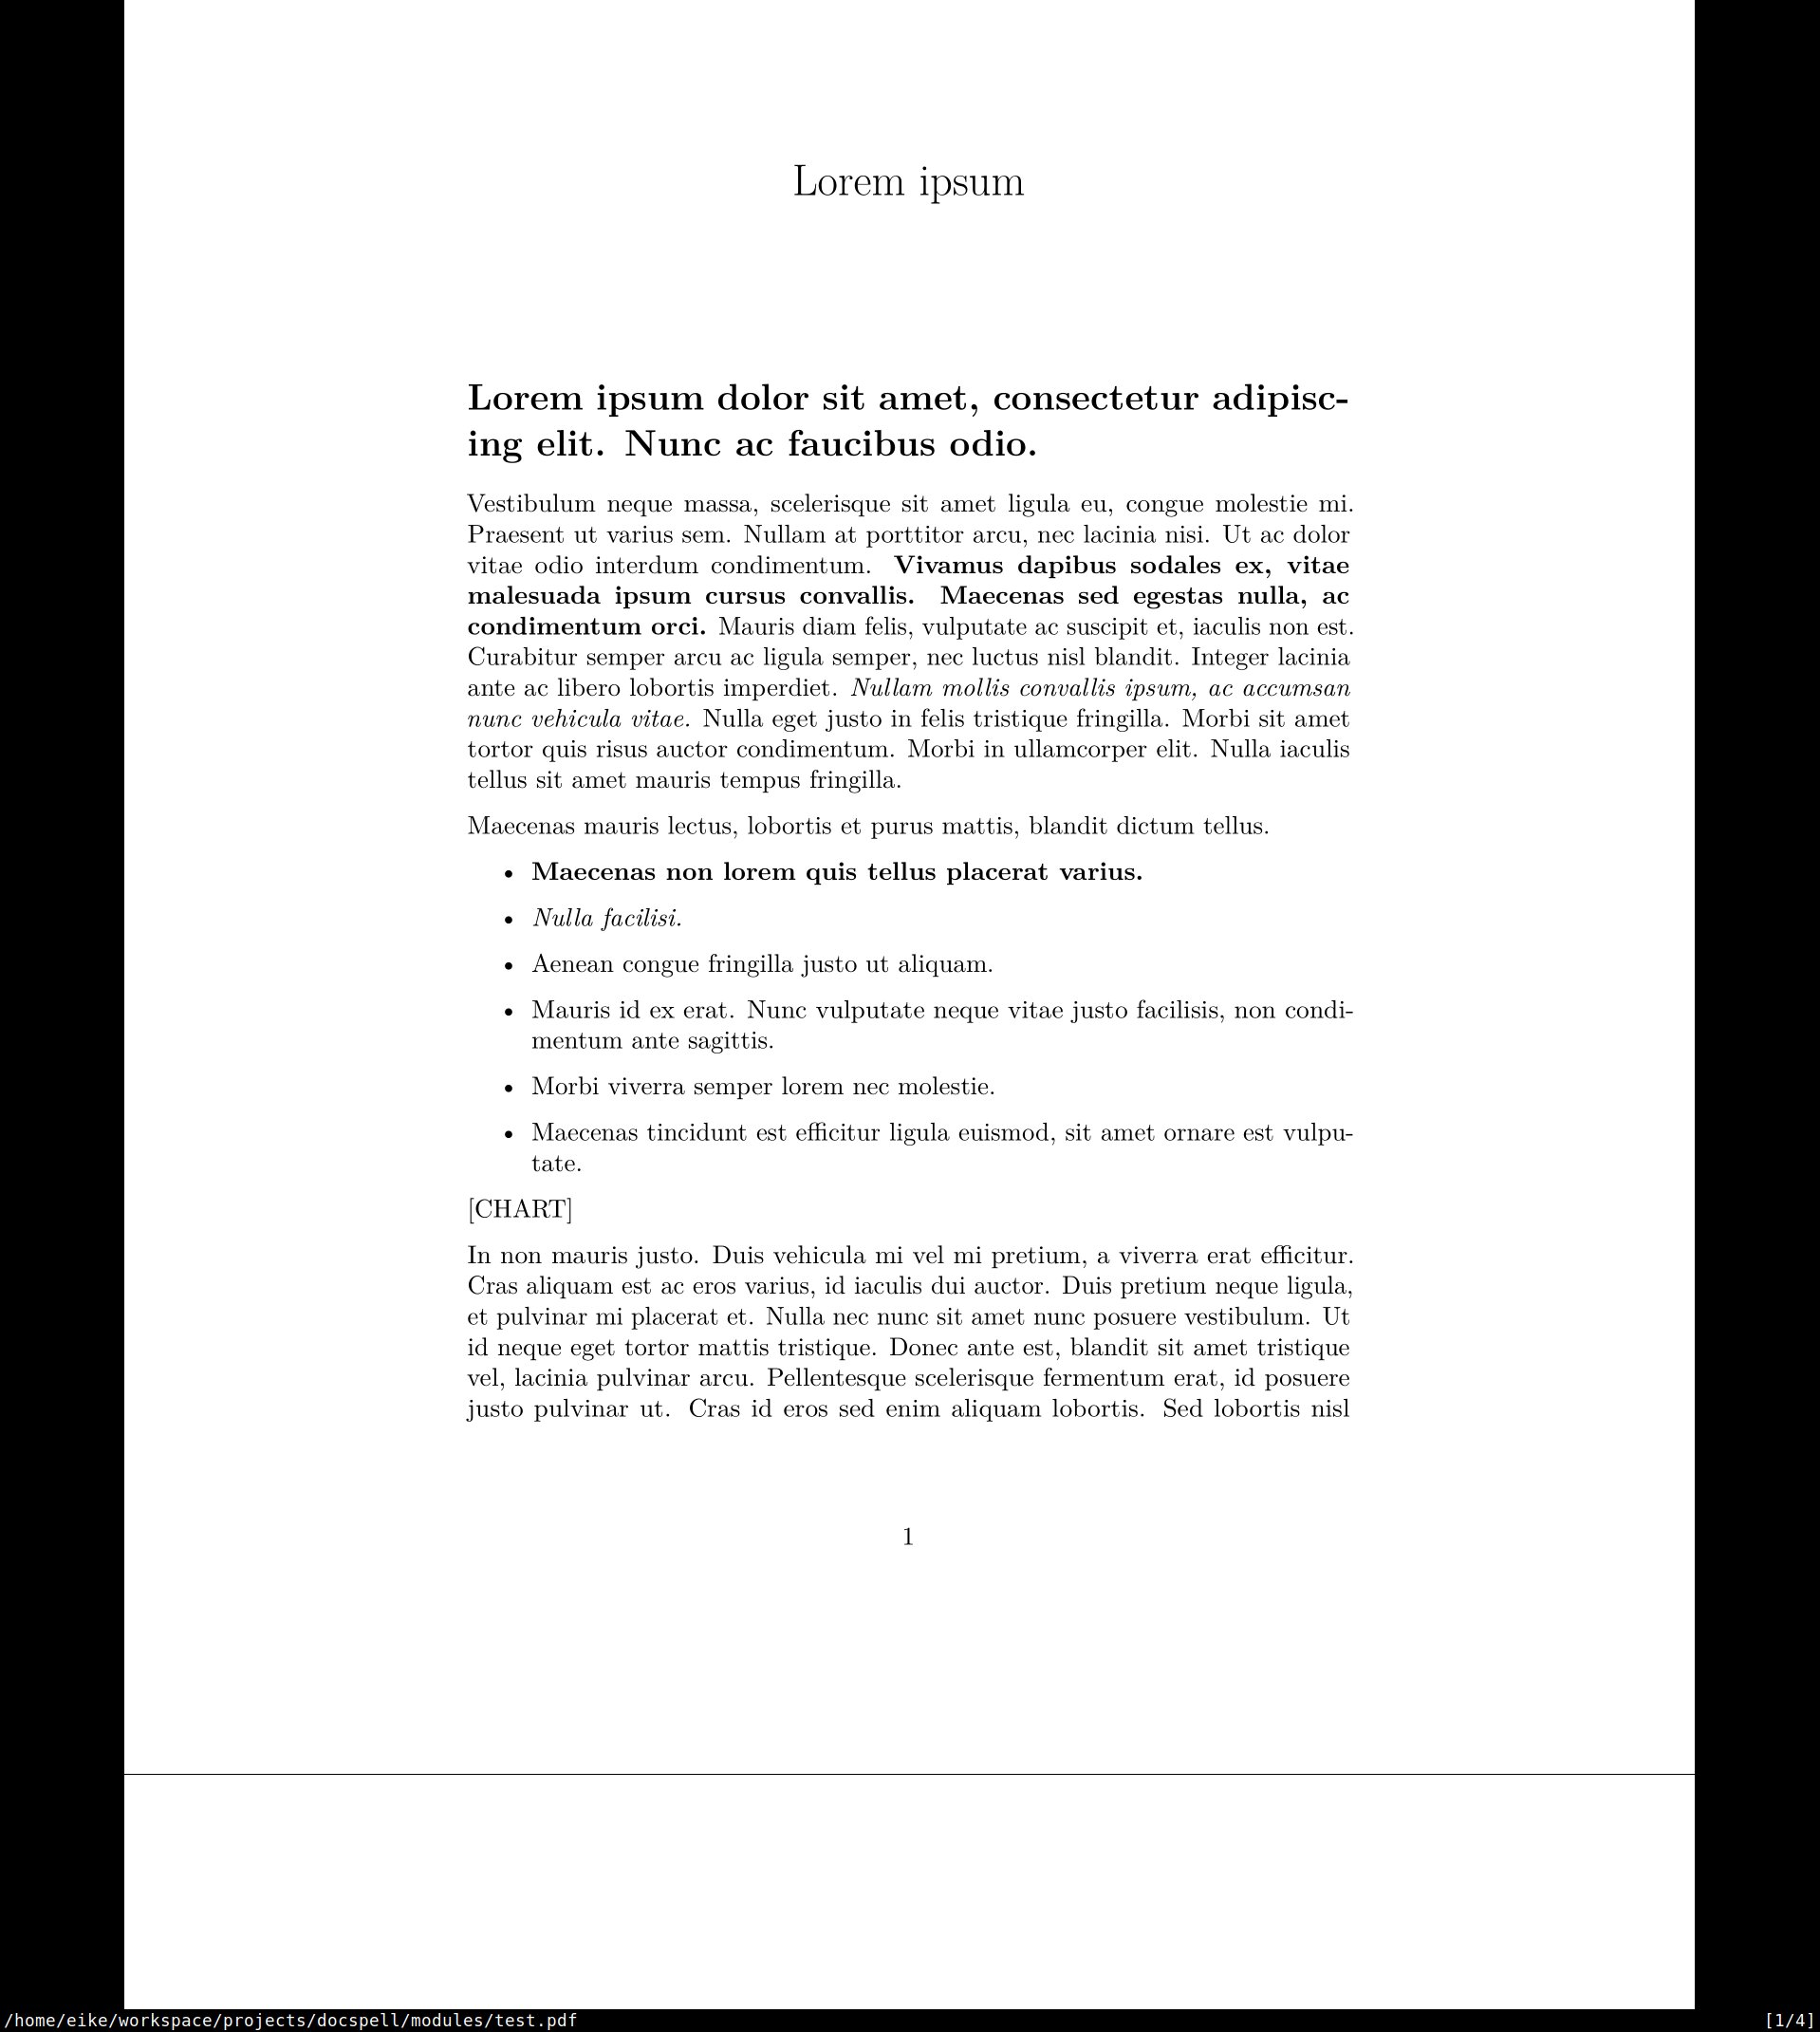 Lorem ipsum
Lorem ipsum dolor sit amet, consectetur adipisc-
ing elit. Nunc ac faucibus odio.
Vestibulum neque massa, scelerisque sit amet ligula eu, congue molestie mi.
Praesent ut varius sem. Nullam at porttitor arcu, nec lacinia nisi. Ut ac dolor
vitae odio interdum condimentum. Vivamus dapibus sodales ex, vitae
malesuada ipsum cursus convallis. Maecenas sed egestas nulla, ac
condimentum orci. Mauris diam felis, vulputate ac suscipit et, iaculis non est.
Curabitur semper arcu ac ligula semper, nec luctus nisl blandit. Integer lacinia
ante ac libero lobortis imperdiet. Nullam mollis convallis ipsum, ac accumsan
nunc vehicula vitae. Nulla eget justo in felis tristique fringilla. Morbi sit amet
tortor quis risus auctor condimentum. Morbi in ullamcorper elit. Nulla iaculis
tellus sit amet mauris tempus fringilla.
Maecenas mauris lectus, lobortis et purus mattis, blandit dictum tellus.
• Maecenas non lorem quis tellus placerat varius.
• Nulla facilisi.
• Aenean congue fringilla justo ut aliquam.
• Mauris id ex erat. Nunc vulputate neque vitae justo facilisis, non condi-
mentum ante sagittis.
• Morbi viverra semper lorem nec molestie.
• Maecenas tincidunt est efficitur ligula euismod, sit amet ornare est vulpu-
tate.
[CHART]
In non mauris justo. Duis vehicula mi vel mi pretium, a viverra erat efficitur.
Cras aliquam est ac eros varius, id iaculis dui auctor. Duis pretium neque ligula,
et pulvinar mi placerat et. Nulla nec nunc sit amet nunc posuere vestibulum. Ut
id neque eget tortor mattis tristique. Donec ante est, blandit sit amet tristique
vel, lacinia pulvinar arcu. Pellentesque scelerisque fermentum erat, id posuere
justo pulvinar ut. Cras id eros sed enim aliquam lobortis. Sed lobortis nisl
1
/home/eike/workspace/projects/docspell/modules/test.pdf [1/4]